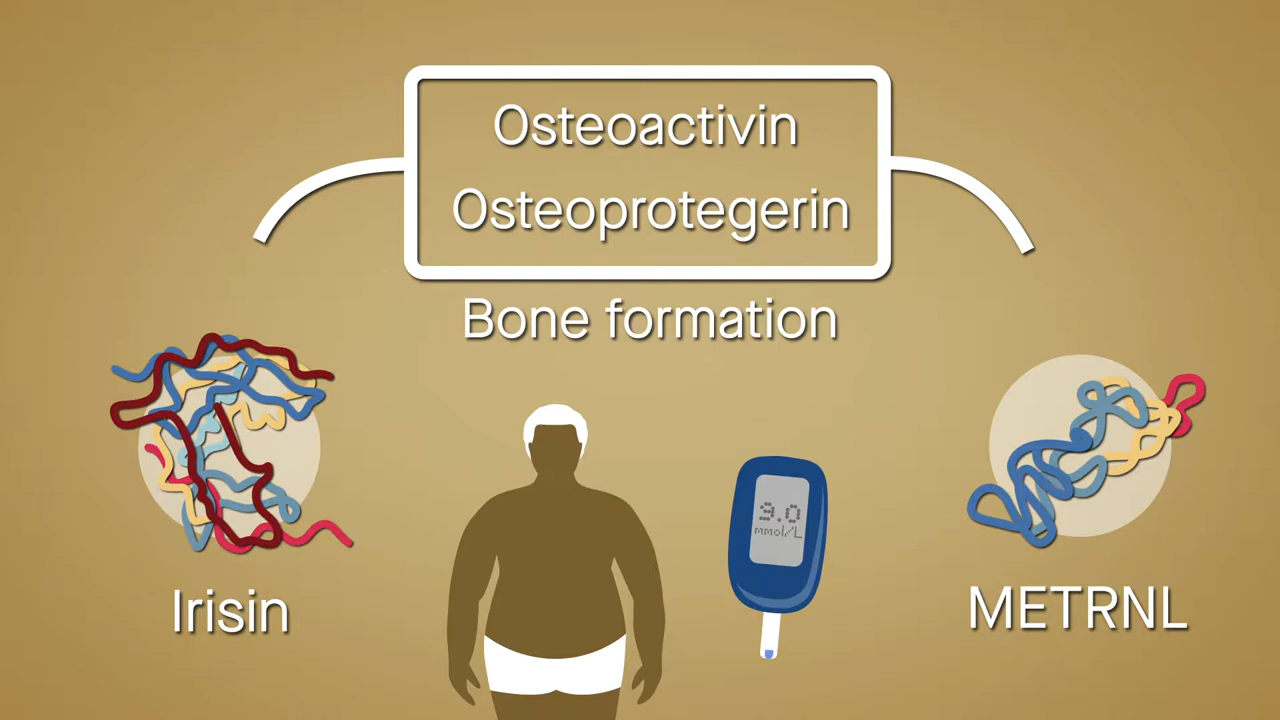 Osteoactivin
Osteoprotegerin
Bone formation
9.0
mmol/L
Irisin
METRNL